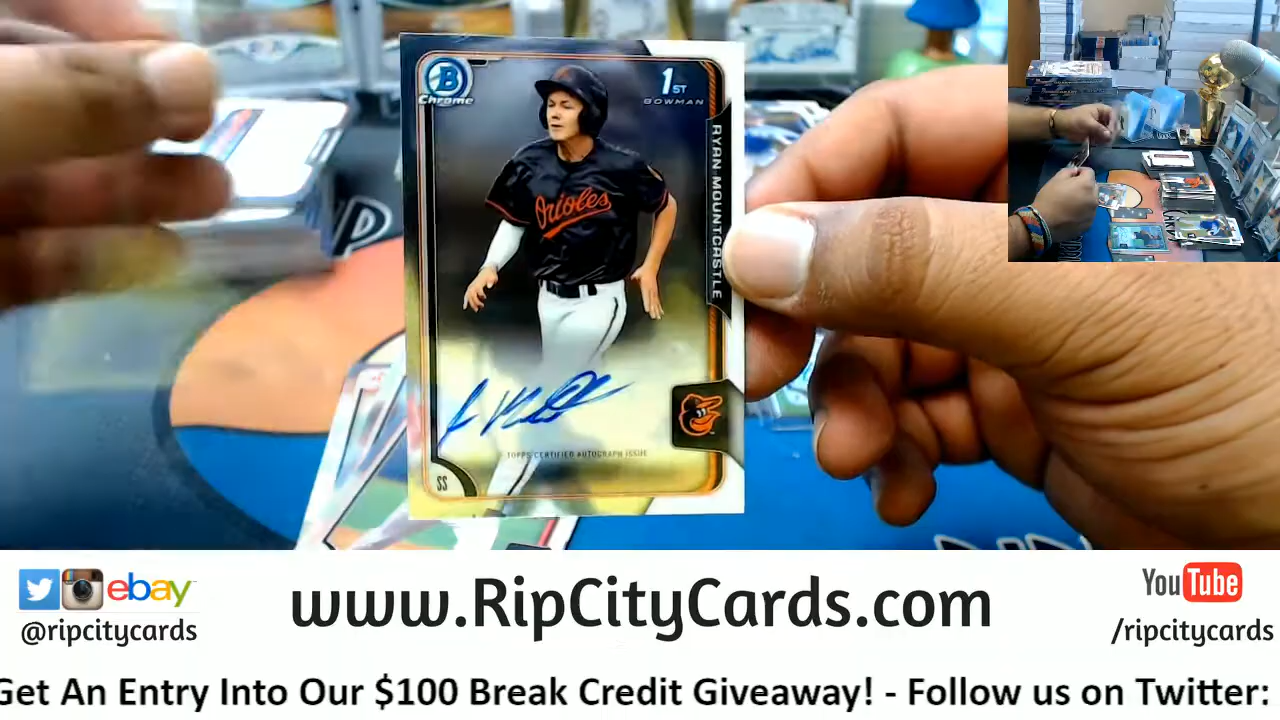 B
Chrome
1ST
BOWMAN
RYAN MOUNTCASTLE
Orioles
TOPPS CERTIFIED AUTOGRAPH ISSUE
SS
ebay
@ripcitycards
www.RipCityCards.com
YouTube
/ripcitycards
Get An Entry Into Our $100 Break Credit Giveaway! - Follow us on Twitter: